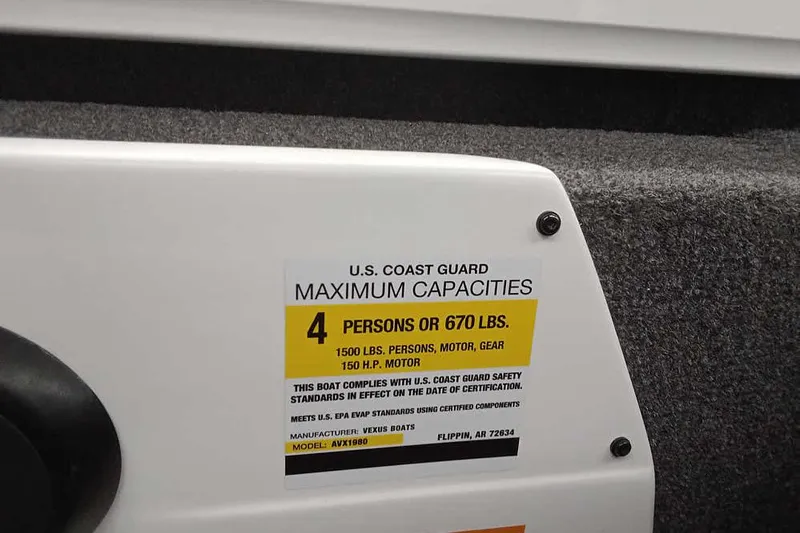 U.S. COAST GUARD
MAXIMUM CAPACITIES
4 PERSONS OR 670 LBS.
1500 LBS. PERSONS, MOTOR, GEAR
150 H.P. MOTOR
THIS BOAT COMPLIES WITH U.S. COAST GUARD SAFETY
STANDARDS IN EFFECT ON THE DATE OF CERTIFICATION.
MEETS U.S. EPA EVAP STANDARDS USING CERTIFIED COMPONENTS
MANUFACTURER: VEXUS BOATS
MODEL: AVX1980 FLIPPIN, AR 72634